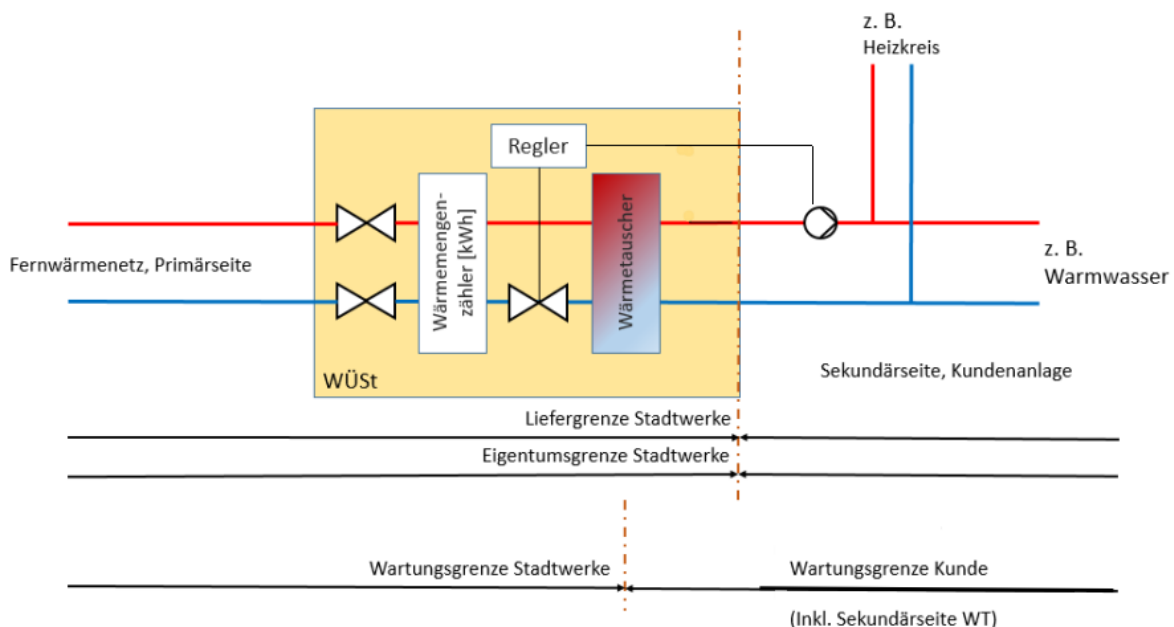 z. B.
Heizkreis
Regler
Wärmemengen-
zähler [kWh]
Wärmetauscher
Fernwärmenetz, Primärseite
z. B.
Warmwasser
WÜSt
Sekundärseite, Kundenanlage
Liefergrenze Stadtwerke
Eigentumsgrenze Stadtwerke
Wartungsgrenze Stadtwerke
Wartungsgrenze Kunde
(Inkl. Sekundärseite WT)